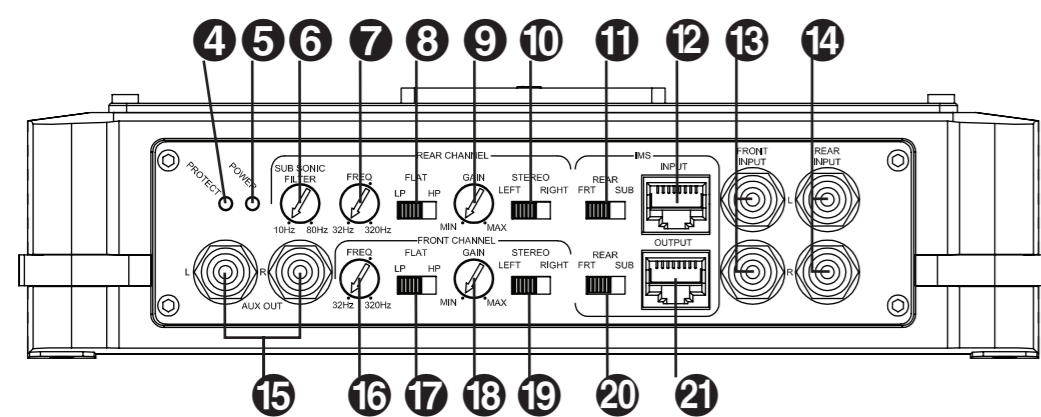 4 5 6 7 8 9 10 11 12 13 14
REAR CHANNEL
IMS
PROTECT
POWER
SUB SONIC
FILTER
10Hz 80Hz
FREQ
32Hz 320Hz
FLAT
LP HP
GAIN
MIN MAX
STEREO
LEFT RIGHT
REAR
FRT SUB
INPUT
FRONT
INPUT
REAR
INPUT
L
FRONT CHANNEL
L R
AUX OUT
FREQ
32Hz 320Hz
FLAT
LP HP
GAIN
MIN MAX
STEREO
LEFT RIGHT
REAR
FRT SUB
OUTPUT
R
15 16 17 18 19 20 21